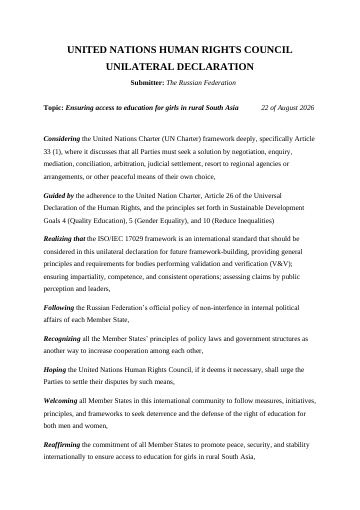 UNITED NATIONS HUMAN RIGHTS COUNCIL
UNILATERAL DECLARATION
Submitter: The Russian Federation
Topic: Ensuring access to education for girls in rural South Asia 22 of August 2026
Considering the United Nations Charter (UN Charter) framework deeply, specifically Article
33 (1), where it discusses that all Parties must seek a solution by negotiation, enquiry,
mediation, conciliation, arbitration, judicial settlement, resort to regional agencies or
arrangements, or other peaceful means of their own choice,
Guided by the adherence to the United Nation Charter, Article 26 of the Universal
Declaration of the Human Rights, and the principles set forth in Sustainable Development
Goals 4 (Quality Education), 5 (Gender Equality), and 10 (Reduce Inequalities)
Realizing that the ISO/IEC 17029 framework is an international standard that should be
considered in this unilateral declaration for future framework-building, providing general
principles and requirements for bodies performing validation and verification (V&V);
ensuring impartiality, competence, and consistent operations; assessing claims by public
perception and leaders,
Following the Russian Federation's official policy of non-interfence in internal political
affairs of each Member State,
Recognizing all the Member States' principles of policy laws and government structures as
another way to increase cooperation among each other,
Hoping the United Nations Human Rights Council, if it deems it necessary, shall urge the
Parties to settle their disputes by such means,
Welcoming all Member States in this international community to follow measures, initiatives,
principles, and frameworks to seek deterrence and the defense of the right of education for
both men and women,
Reaffirming the commitment of all Member States to promote peace, security, and stability
internationally to ensure access to education for girls in rural South Asia,